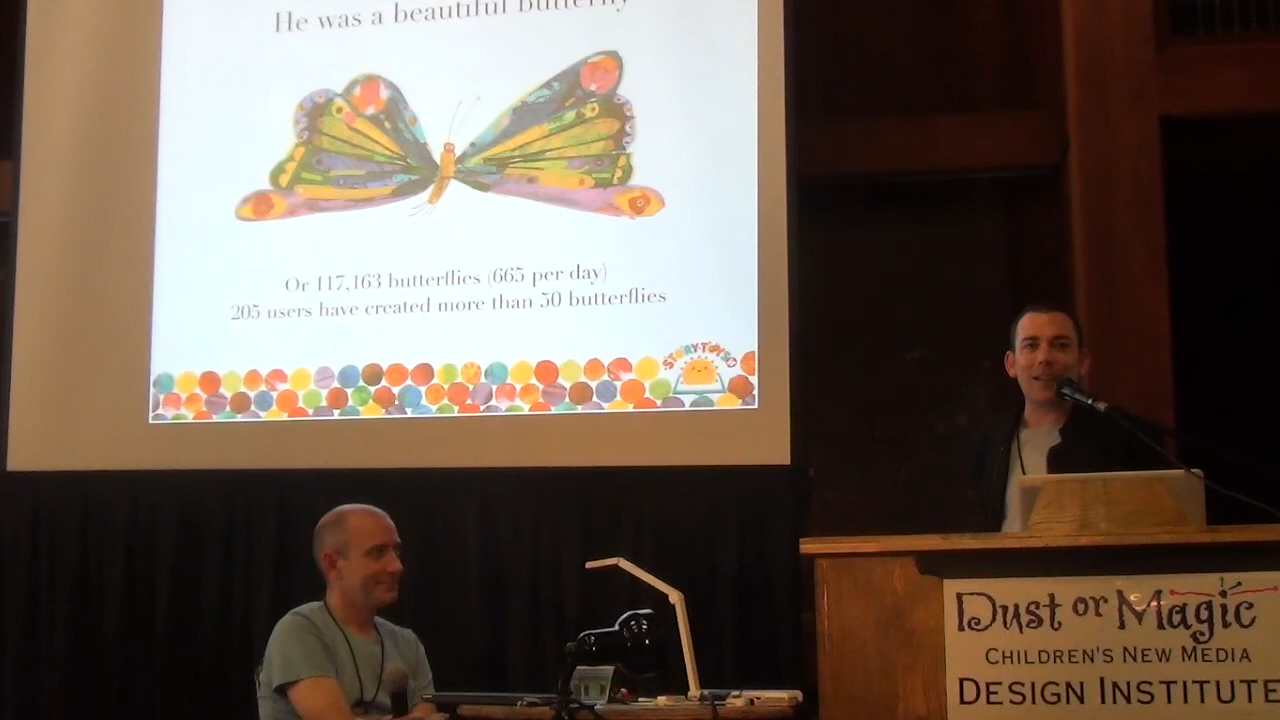 He was a beautiful butterfly
Or 117,163 butterflies (665 per day)
205 users have created more than 50 butterflies
STORYTOYS
Dust or Magic
CHILDREN'S NEW MEDIA
DESIGN INSTITUTE